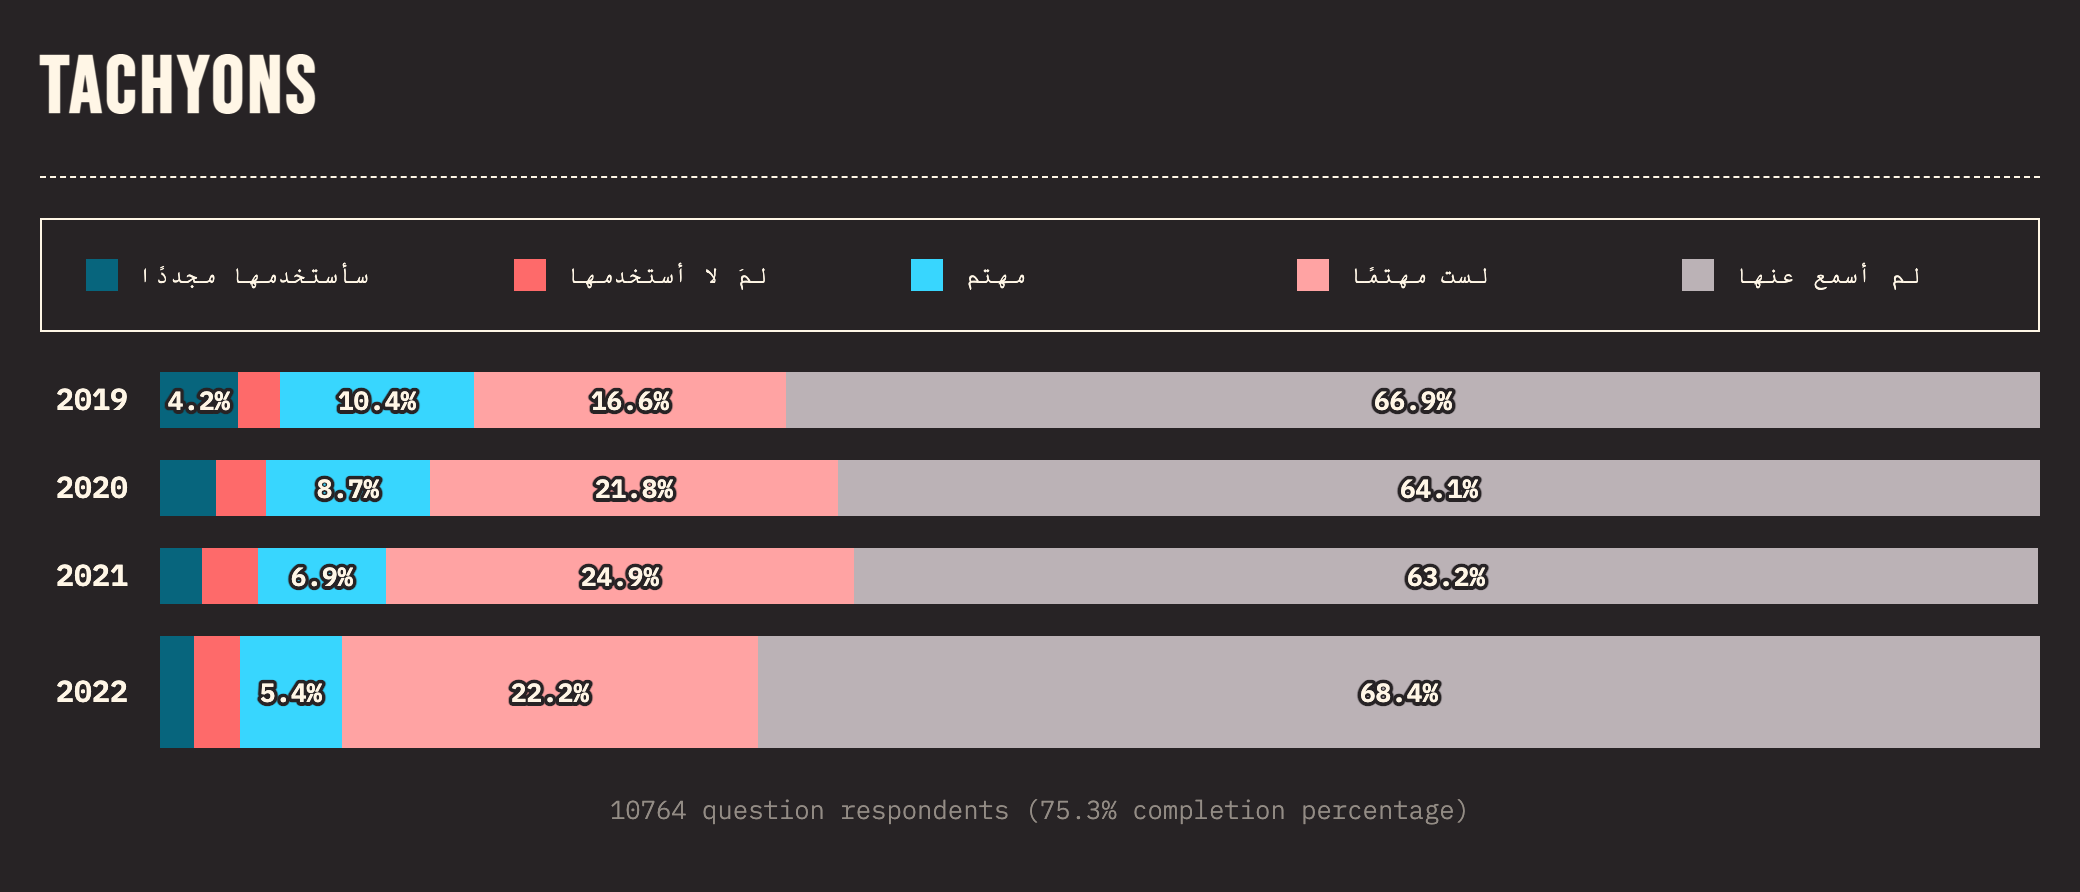 TACHYONS
سأستخدمها مجددًا
لمَ لا أستخدمها
مهتم
لست مهتمًا
لم أسمع عنها
2019 4.2% 10.4% 16.6% 66.9%
2020 8.7% 21.8% 64.1%
2021 6.9% 24.9% 63.2%
2022 5.4% 22.2% 68.4%
10764 question respondents (75.3% completion percentage)